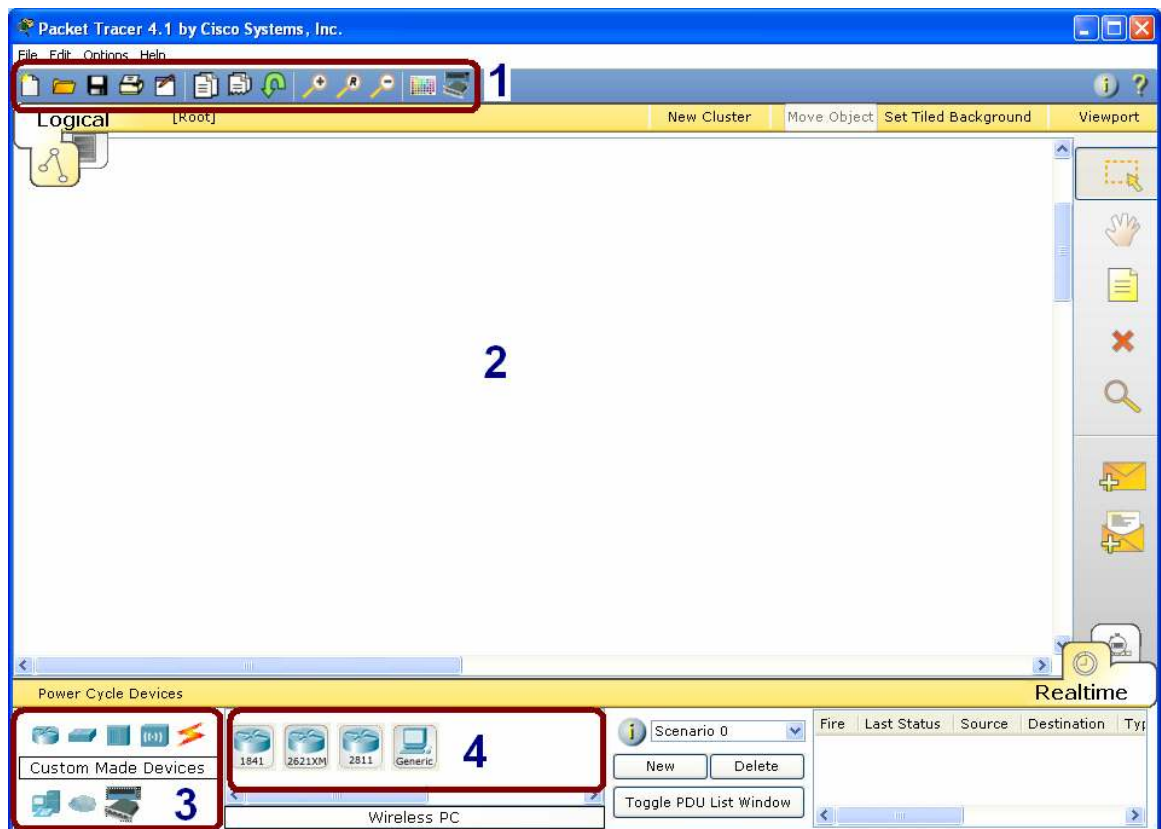 Packet Tracer 4.1 by Cisco Systems, Inc.
File Edit Options Help
1
Logical [Root] New Cluster Move Object Set Tiled Background Viewport
2
Power Cycle Devices Realtime
Custom Made Devices
3
1841 2621XM 2811 Generic
4
Wireless PC
Scenario 0
New Delete
Toggle PDU List Window
Fire Last Status Source Destination Typ